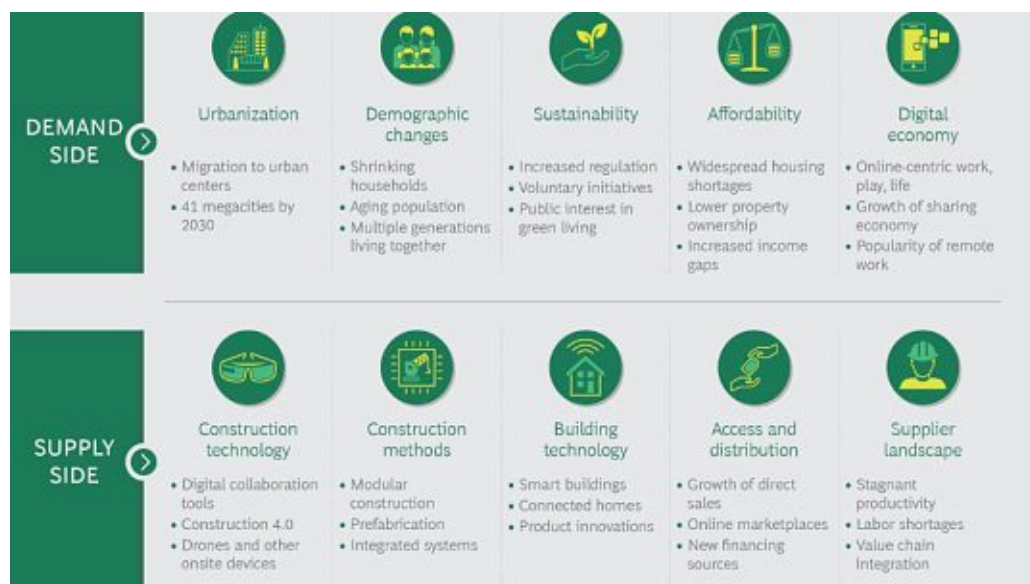 DEMAND
SIDE
Urbanization
• Migration to urban
centers
• 41 megacities by
2030
Demographic
changes
• Shrinking
households
• Aging population
• Multiple generations
living together
Sustainability
• Increased regulation
• Voluntary initiatives
• Public interest in
green living
Affordability
• Widespread housing
shortages
• Lower property
ownership
• Increased income
gaps
Digital
economy
• Online-centric work,
play, life
• Growth of sharing
economy
• Popularity of remote
work
SUPPLY
SIDE
Construction
technology
• Digital collaboration
tools
• Construction 4.0
• Drones and other
onsite devices
Construction
methods
• Modular
construction
• Prefabrication
• Integrated systems
Building
technology
• Smart buildings
• Connected homes
• Product innovations
Access and
distribution
• Growth of direct
sales
• Online marketplaces
• New financing
sources
Supplier
landscape
• Stagnant
productivity
• Labor shortages
• Value chain
Integration